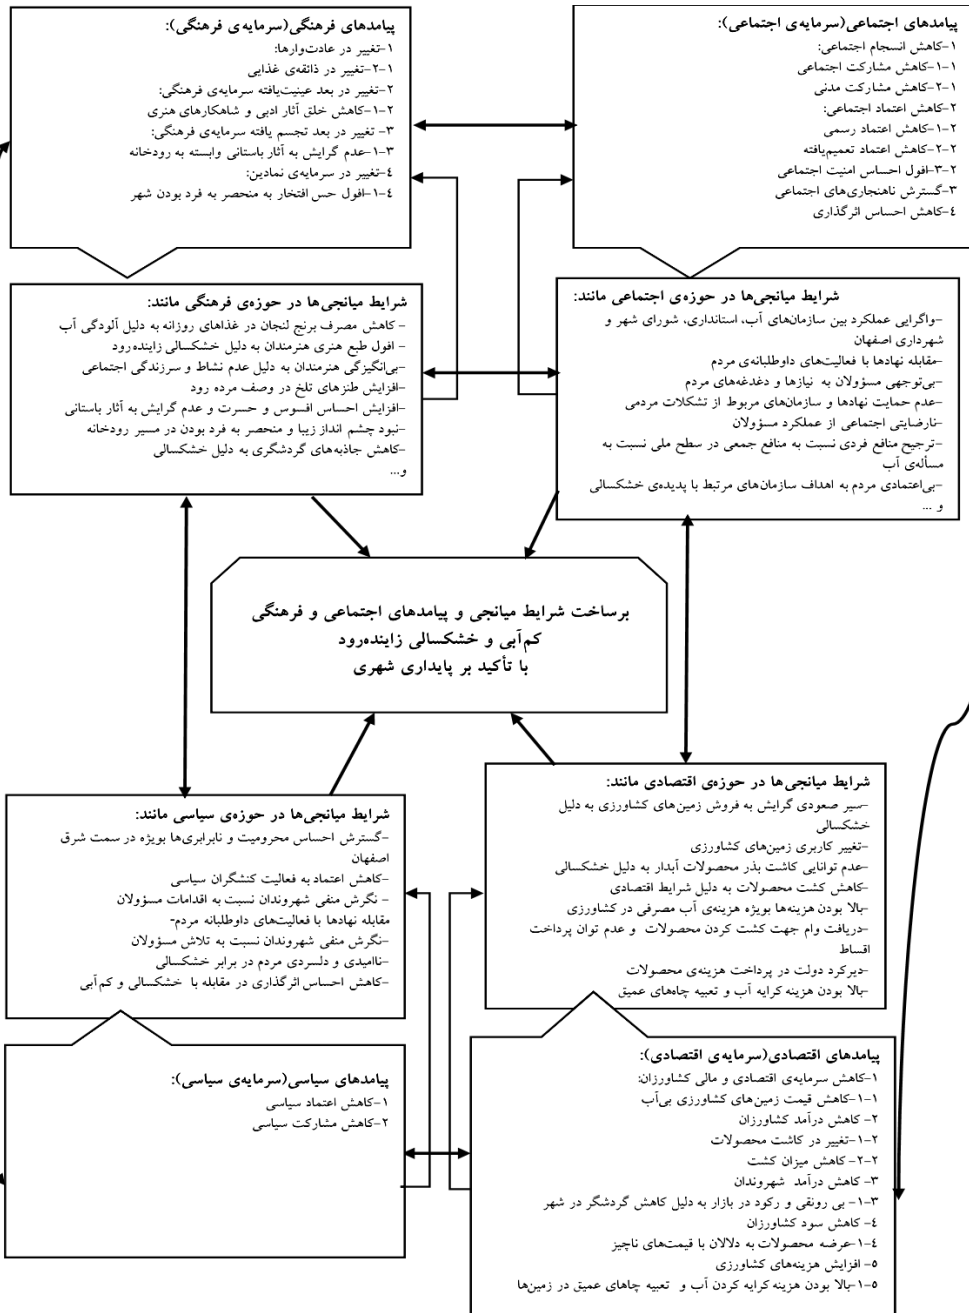 پیامدهای اجتماعی(سرمایه‌ی اجتماعی):
۱-کاهش انسجام اجتماعی:
۱-۱-کاهش مشارکت اجتماعی
۲-۱-کاهش مشارکت مدنی
۲-کاهش اعتماد اجتماعی:
۱-۲-کاهش اعتماد رسمی
۲-۲-کاهش اعتماد تعمیم‌یافته
۳-۲-افول احساس امنیت اجتماعی
۳-گسترش ناهنجاری‌های اجتماعی
٤-کاهش احساس اثرگذاری
پیامدهای فرهنگی(سرمایه‌ی فرهنگی):
۱-تغییر در عادت‌وارها:
۲-۱-تغییر در ذائقه‌ی غذایی
۲-تغییر در بعد عینیت‌یافته سرمایه‌ی فرهنگی:
۱-۲-کاهش خلق آثار ادبی و شاهکارهای هنری
۳- تغییر در بعد تجسم یافته سرمایه‌ی فرهنگی:
۱-۳-عدم گرایش به آثار باستانی وابسته به رودخانه
٤-تغییر در سرمایه‌ی نمادین:
۱-٤-افول حس افتخار به منحصر به فرد بودن شهر
شرایط میانجی‌ها در حوزه‌ی اجتماعی مانند:
-واگرایی عملکرد بین سازمان‌های آب، استانداری، شورای شهر و
شهرداری اصفهان
-مقابله نهادها با فعالیت‌های داوطلبانه‌ی مردم
-بی‌توجهی مسؤولان به نیازها و دغدغه‌های مردم
-عدم حمایت نهادها و سازمان‌های مربوط از تشکلات مردمی
-نارضایتی اجتماعی از عملکرد مسؤولان
-ترجیح منافع فردی نسبت به منافع جمعی در سطح ملی نسبت به
مسأله‌ی آب
-بی‌اعتمادی مردم به اهداف سازمان‌های مرتبط با پدیده‌ی خشکسالی
و ...
شرایط میانجی‌ها در حوزه‌ی فرهنگی مانند:
- کاهش مصرف برنج لنجان در غذاهای روزانه به دلیل آلودگی آب
- افول طبع هنری هنرمندان به دلیل خشکسالی زاینده‌رود
-بی‌انگیزگی هنرمندان به دلیل عدم نشاط و سرزندگی اجتماعی
-افزایش طنزهای تلخ در وصف مرده رود
-افزایش احساس افسوس و حسرت و عدم گرایش به آثار باستانی
-نبود چشم انداز زیبا و منحصر به فرد بودن در مسیر رودخانه
-کاهش جاذبه‌های گردشگری به دلیل خشکسالی
و...
برساخت شرایط میانجی و پیامدهای اجتماعی و فرهنگی
کم‌آبی و خشکسالی زاینده‌رود
با تأکید بر پایداری شهری
شرایط میانجی‌ها در حوزه‌ی اقتصادی مانند:
-سیر صعودی گرایش به فروش زمین‌های کشاورزی به دلیل
خشکسالی
-تغییر کاربری زمین‌های کشاورزی
-عدم توانایی کاشت بذر محصولات آبدار به دلیل خشکسالی
-کاهش کشت محصولات به دلیل شرایط اقتصادی
-بالا بودن هزینه‌ها بویژه هزینه‌ی آب مصرفی در کشاورزی
-دریافت وام جهت کشت کردن محصولات و عدم توان پرداخت
اقساط
-دیرکرد دولت در پرداخت هزینه‌ی محصولات
-بالا بودن هزینه کرایه آب و تعبیه چاه‌های عمیق
شرایط میانجی‌ها در حوزه‌ی سیاسی مانند:
-گسترش احساس محرومیت و نابرابری‌ها بویژه در سمت شرق
اصفهان
-کاهش اعتماد به فعالیت کنشگران سیاسی
- نگرش منفی شهروندان نسبت به اقدامات مسؤولان
مقابله نهادها با فعالیت‌های داوطلبانه مردم-
-نگرش منفی شهروندان نسبت به تلاش مسؤولان
-ناامیدی و دلسردی مردم در برابر خشکسالی
-کاهش احساس اثرگذاری در مقابله با خشکسالی و کم‌آبی
پیامدهای اقتصادی(سرمایه‌ی اقتصادی):
۱-کاهش سرمایه‌ی اقتصادی و مالی کشاورزان:
۱-۱-کاهش قیمت زمین‌های کشاورزی بی‌آب
۲- کاهش درآمد کشاورزان
۱-۲-تغییر در کاشت محصولات
۲-۲- کاهش میزان کشت
۳- کاهش درآمد شهروندان
۱-۳- بی رونقی و رکود در بازار به دلیل کاهش گردشگر در شهر
٤- کاهش سود کشاورزان
۱-٤-عرضه محصولات به دلالان با قیمت‌های ناچیز
٥- افزایش هزینه‌های کشاورزی
۱-٥-بالا بودن هزینه کرایه کردن آب و تعبیه چاهای عمیق در زمین‌ها
پیامدهای سیاسی(سرمایه‌ی سیاسی):
۱-کاهش اعتماد سیاسی
۲-کاهش مشارکت سیاسی